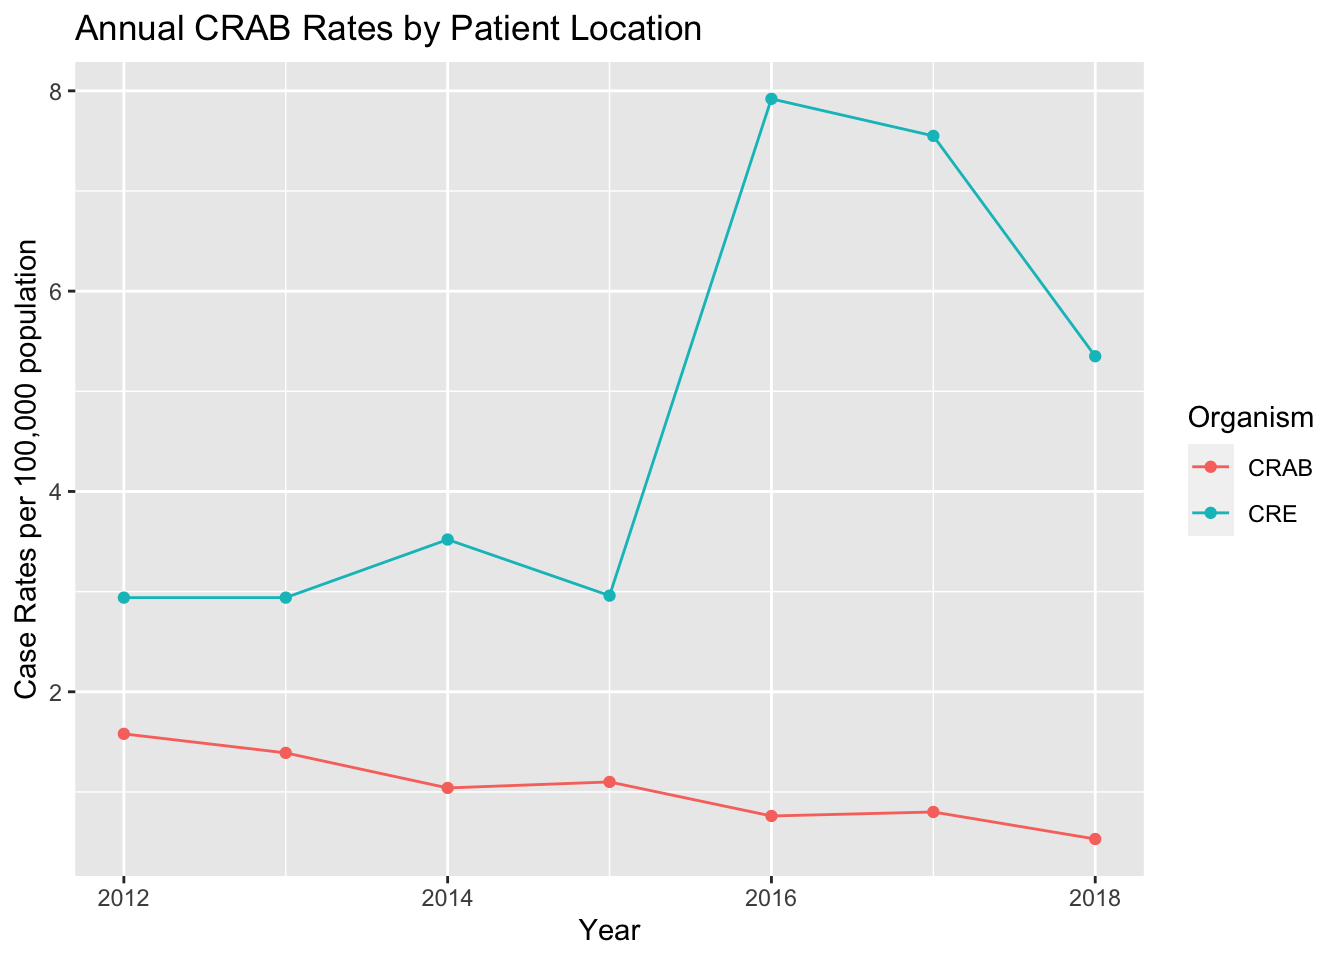 Annual CRAB Rates by Patient Location
8
6
4
2
Case Rates per 100,000 population
2012 2014 2016 2018
Year
Organism
CRAB
CRE